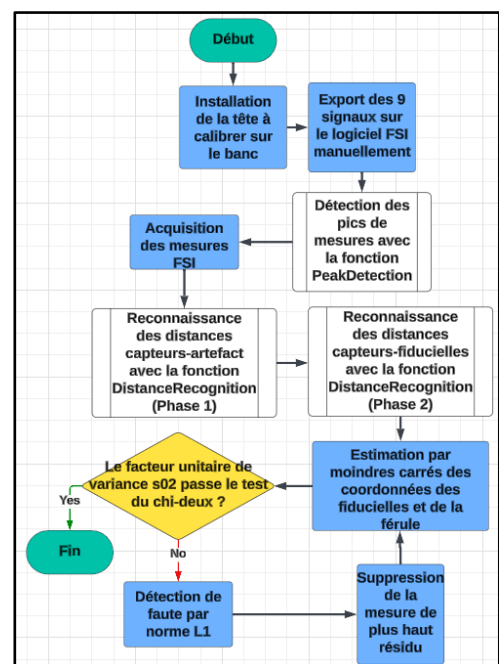 Début
Installation
de la tête à
calibrer sur
le banc
Export des 9
signaux sur
le logiciel FSI
manuellement
Détection des
pics de
mesures avec
la fonction
PeakDetection
Acquisition
des mesures
FSI
Reconnaissance
des distances
capteurs-artefact
avec la fonction
DistanceRecognition
(Phase 1)
Reconnaissance
des distances
capteurs-fiducielles
avec la fonction
DistanceRecognition
(Phase 2)
Estimation par
moindres carrés des
coordonnées des
fiducielles et de la
férule
Le facteur unitaire de
variance s02 passe le test
du chi-deux ?
Yes
Fin
No
Détection de
faute par
norme L1
Suppression
de la
mesure de
plus haut
résidu